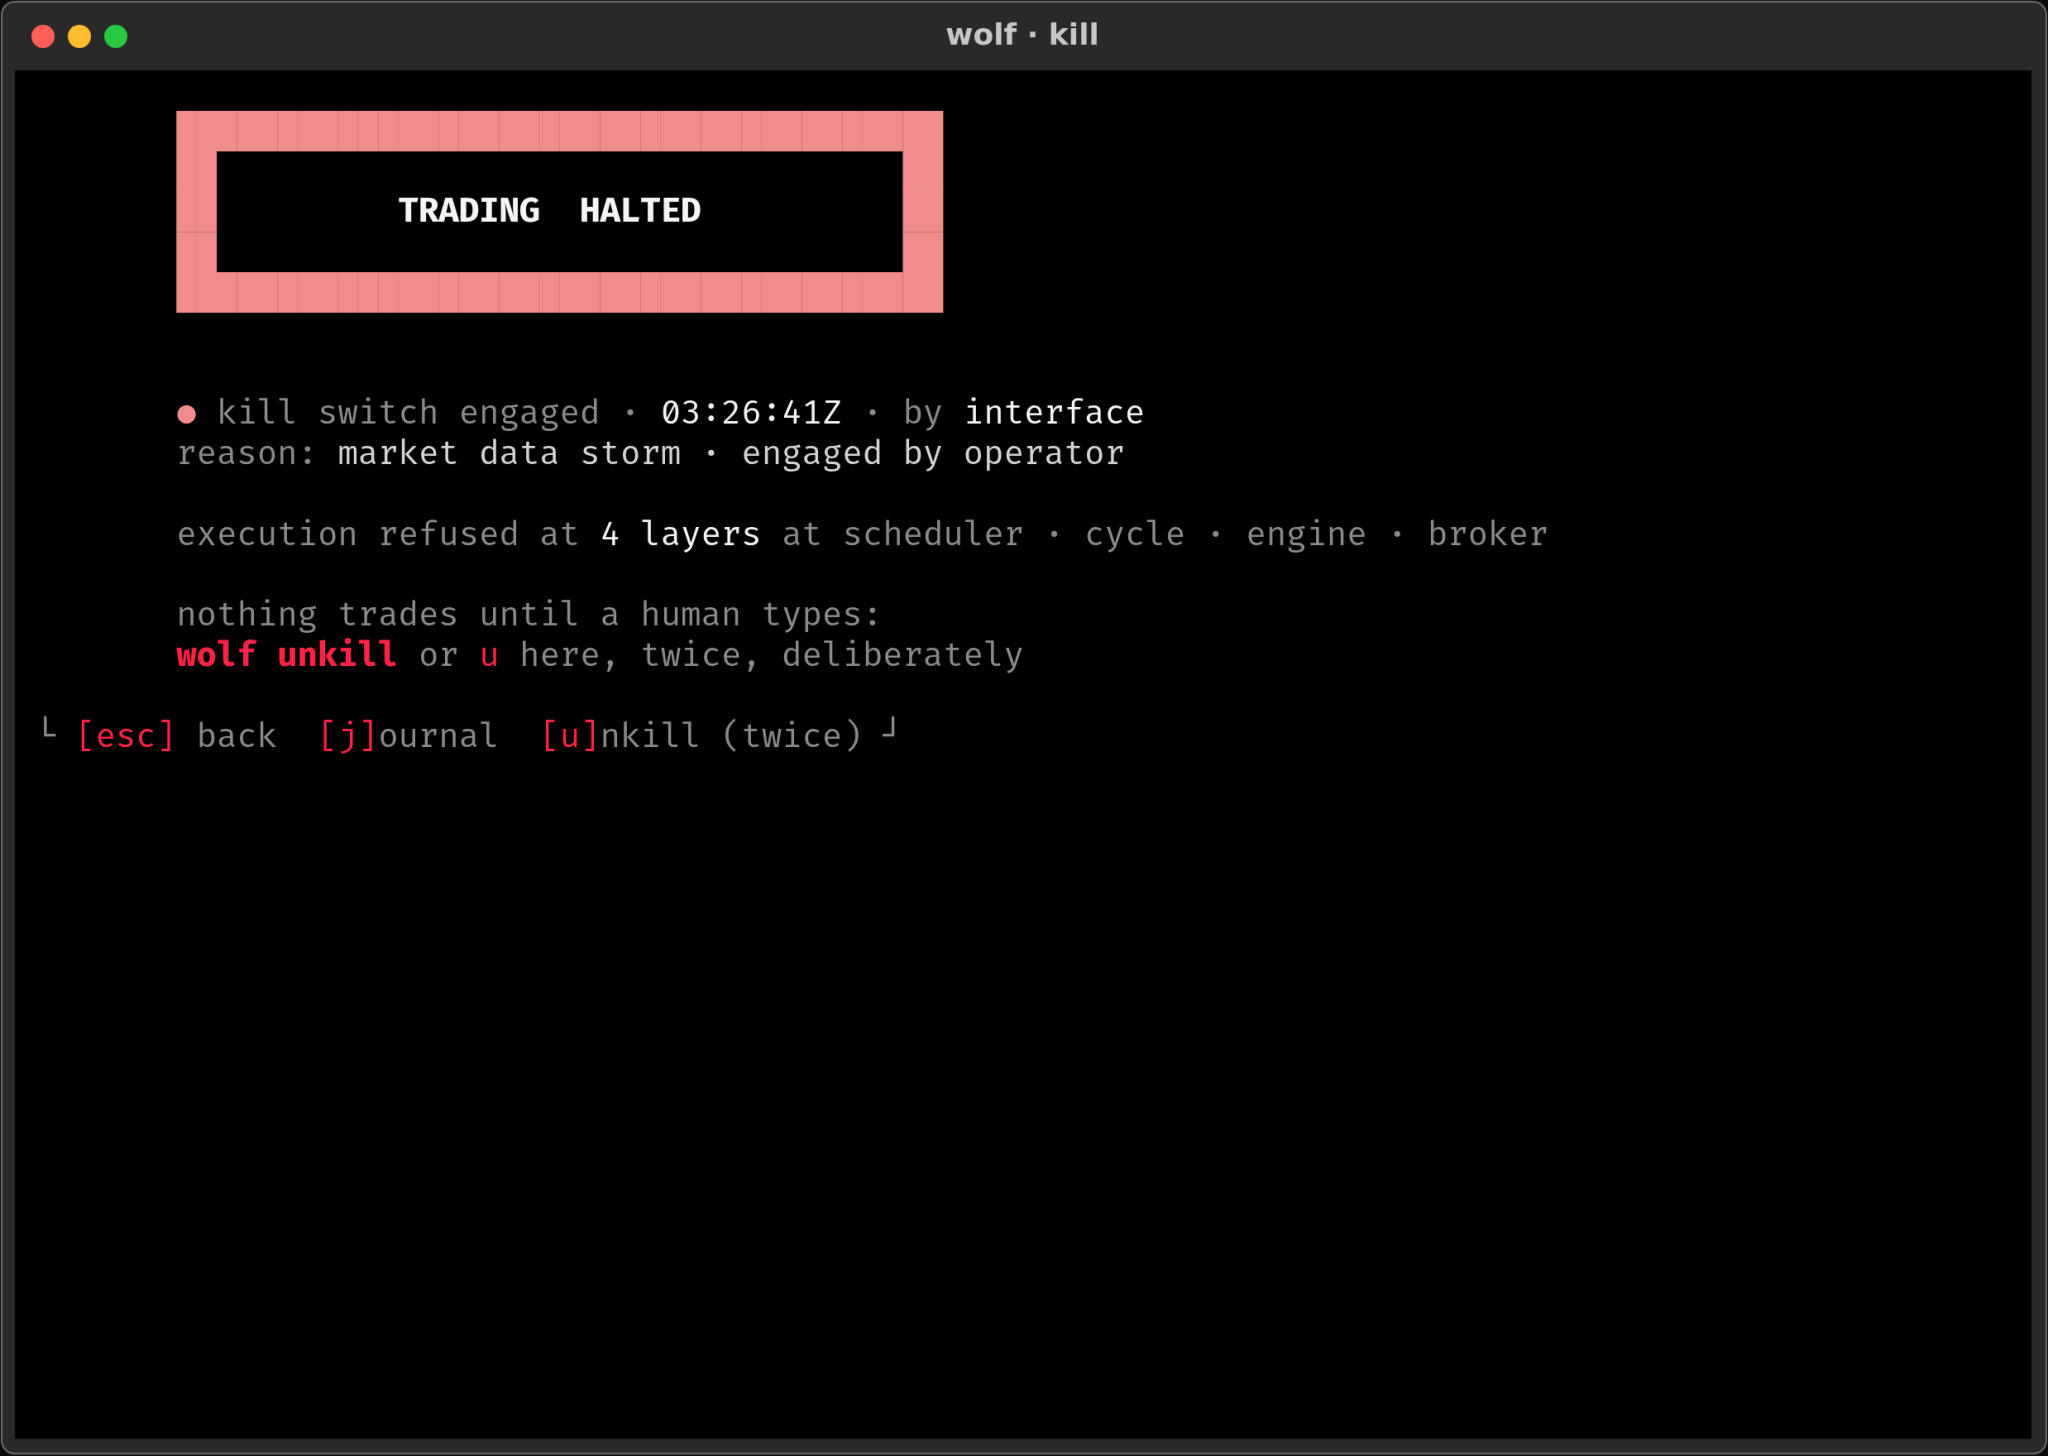 wolf · kill
TRADING  HALTED
● kill switch engaged · 03:26:41Z · by interface
reason: market data storm · engaged by operator
execution refused at 4 layers at scheduler · cycle · engine · broker
nothing trades until a human types:
wolf unkill or u here, twice, deliberately
└ [esc] back  [j]ournal  [u]nkill (twice) ┘